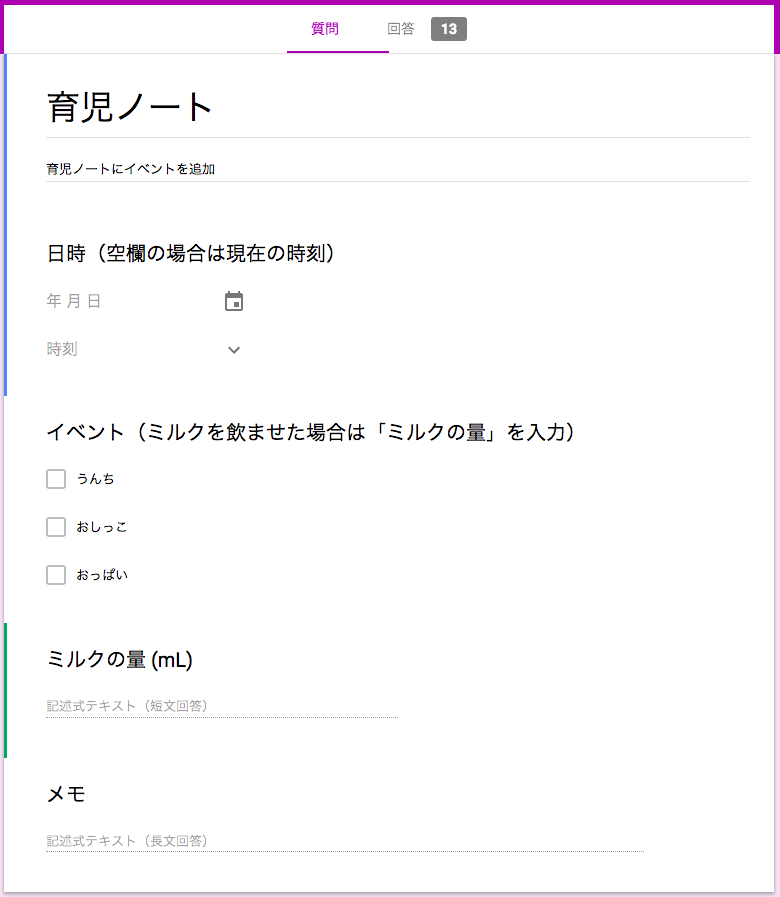 質問 回答 13
育児ノート
育児ノートにイベントを追加
日時（空欄の場合は現在の時刻）
年 月 日
時刻
イベント（ミルクを飲ませた場合は「ミルクの量」を入力）
うんち
おしっこ
おっぱい
ミルクの量 (mL)
記述式テキスト（短文回答）
メモ
記述式テキスト（長文回答）